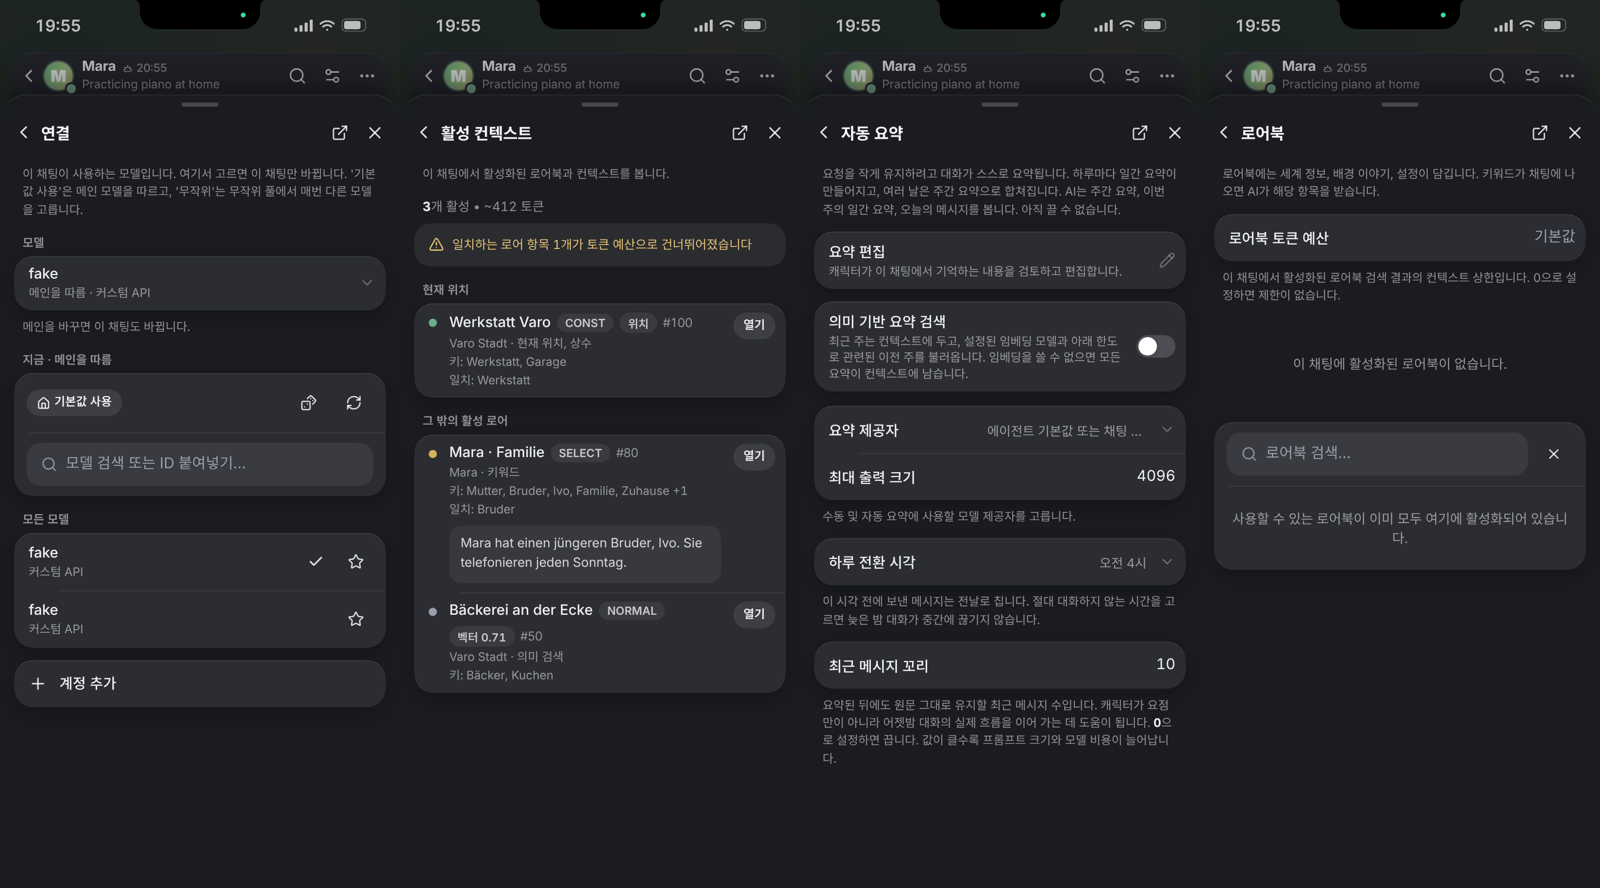 19:55
Mara 20:55
Practicing piano at home
연결
이 채팅이 사용하는 모델입니다. 여기서 고르면 이 채팅만 바뀝니다. '기본
값 사용'은 메인 모델을 따르고, '무작위'는 무작위 풀에서 매번 다른 모델
을 고릅니다.
모델
fake
메인을 따름 · 커스텀 API
메인을 바꾸면 이 채팅도 바뀝니다.
지금 · 메인을 따름
기본값 사용
모델 검색 또는 ID 붙여넣기...
모든 모델
fake
커스텀 API
fake
커스텀 API
계정 추가
19:55
Mara 20:55
Practicing piano at home
활성 컨텍스트
이 채팅에서 활성화된 로어북과 컨텍스트를 봅니다.
3개 활성 • ~412 토큰
일치하는 로어 항목 1개가 토큰 예산으로 건너뛰어졌습니다
현재 위치
Werkstatt Varo CONST 위치 #100 열기
Varo Stadt · 현재 위치, 상수
키: Werkstatt, Garage
일치: Werkstatt
그 밖의 활성 로어
Mara · Familie SELECT #80 열기
Mara · 키워드
키: Mutter, Bruder, Ivo, Familie, Zuhause +1
일치: Bruder
Mara hat einen jüngeren Bruder, Ivo. Sie
telefonieren jeden Sonntag.
Bäckerei an der Ecke NORMAL 열기
벡터 0.71 #50
Varo Stadt · 의미 검색
키: Bäcker, Kuchen
19:55
Mara 20:55
Practicing piano at home
자동 요약
요청을 작게 유지하려고 대화가 스스로 요약됩니다. 하루마다 일간 요약이
만들어지고, 여러 날은 주간 요약으로 합쳐집니다. AI는 주간 요약, 이번
주의 일간 요약, 오늘의 메시지를 봅니다. 아직 끌 수 없습니다.
요약 편집
캐릭터가 이 채팅에서 기억하는 내용을 검토하고 편집합니다.
의미 기반 요약 검색
최근 주는 컨텍스트에 두고, 설정된 임베딩 모델과 아래 한도
로 관련된 이전 주를 불러옵니다. 임베딩을 쓸 수 없으면 모든
요약이 컨텍스트에 남습니다.
요약 제공자 에이전트 기본값 또는 채팅 ...
최대 출력 크기 4096
수동 및 자동 요약에 사용할 모델 제공자를 고릅니다.
하루 전환 시각 오전 4시
이 시각 전에 보낸 메시지는 전날로 칩니다. 절대 대화하지 않는 시간을 고
르면 늦은 밤 대화가 중간에 끊기지 않습니다.
최근 메시지 꼬리 10
요약된 뒤에도 원문 그대로 유지할 최근 메시지 수입니다. 캐릭터가 요점
만이 아니라 어젯밤 대화의 실제 흐름을 이어 가는 데 도움이 됩니다. 0으
로 설정하면 끕니다. 값이 클수록 프롬프트 크기와 모델 비용이 늘어납니
다.
19:55
Mara 20:55
Practicing piano at home
로어북
로어북에는 세계 정보, 배경 이야기, 설정이 담깁니다. 키워드가 채팅에 나
오면 AI가 해당 항목을 받습니다.
로어북 토큰 예산 기본값
이 채팅에서 활성화된 로어북 검색 결과의 컨텍스트 상한입니다. 0으로 설
정하면 제한이 없습니다.
이 채팅에 활성화된 로어북이 없습니다.
로어북 검색...
사용할 수 있는 로어북이 이미 모두 여기에 활성화되어 있습니
다.